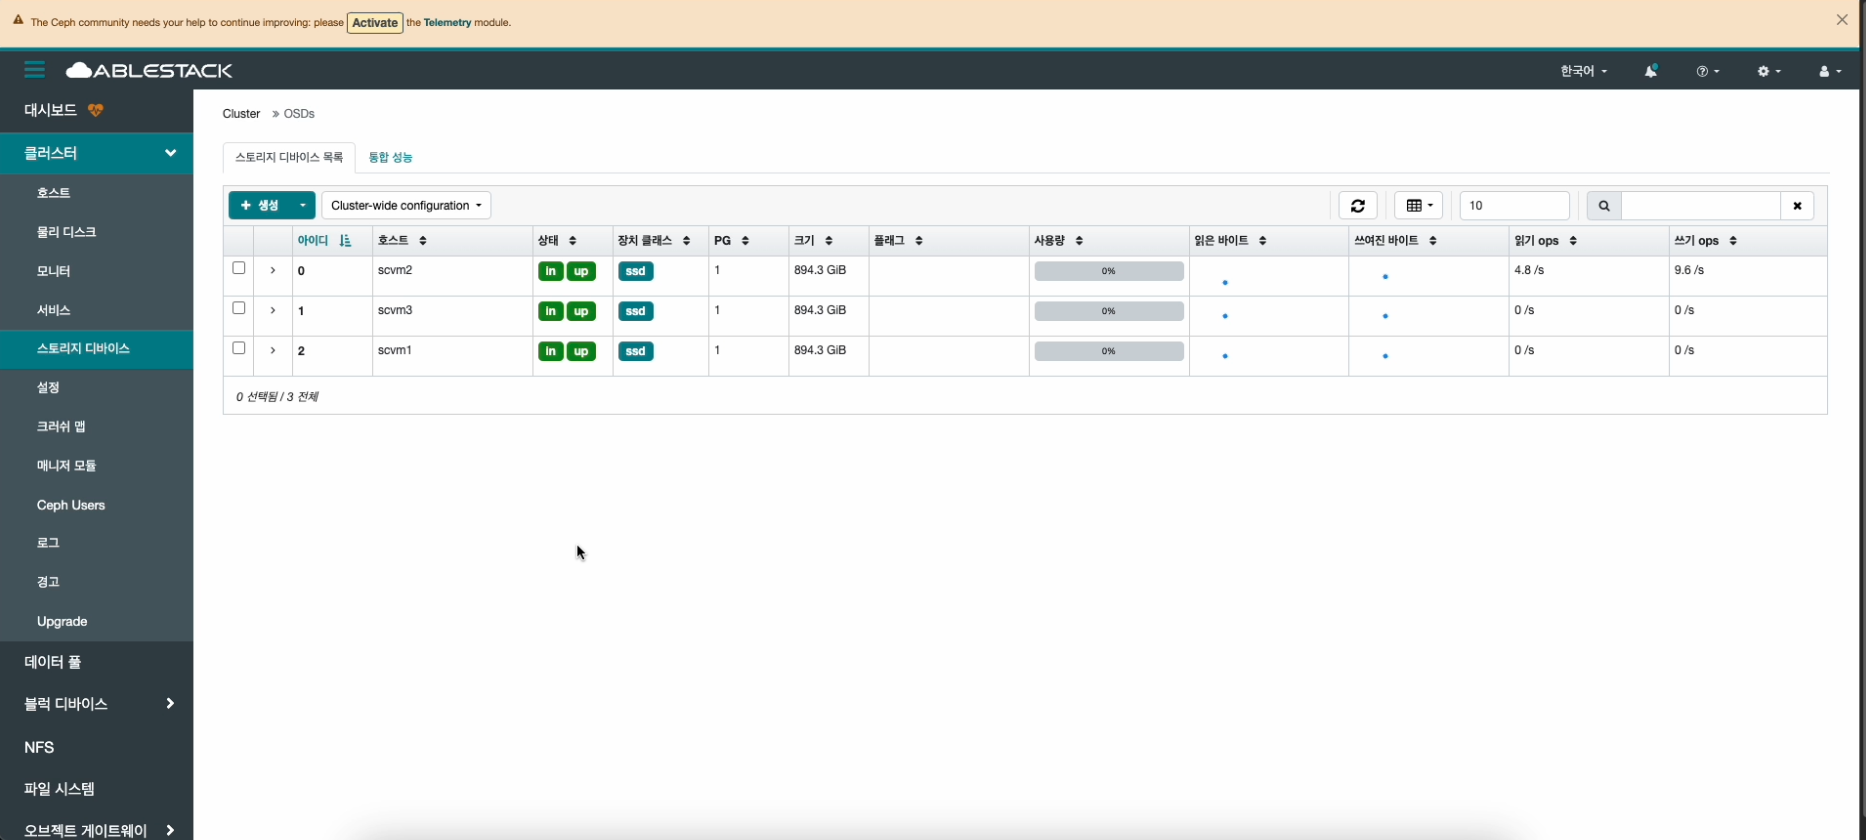 The Ceph community needs your help to continue improving: please Activate the Telemetry module.
ABLESTACK
한국어
대시보드
클러스터
호스트
물리 디스크
모니터
서비스
스토리지 디바이스
설정
크러쉬 맵
매니저 모듈
Ceph Users
로그
경고
Upgrade
데이터 풀
블럭 디바이스
NFS
파일 시스템
오브젝트 게이트웨이
Cluster » OSDs
스토리지 디바이스 목록 통합 성능
+ 생성 Cluster-wide configuration 10
아이디 호스트 상태 장치 클래스 PG 크기 플래그 사용량 읽은 바이트 쓰여진 바이트 읽기 ops 쓰기 ops
0 scvm2 in up ssd 1 894.3 GiB 0% 4.8 /s 9.6 /s
1 scvm3 in up ssd 1 894.3 GiB 0% 0 /s 0 /s
2 scvm1 in up ssd 1 894.3 GiB 0% 0 /s 0 /s
0 선택됨 / 3 전체